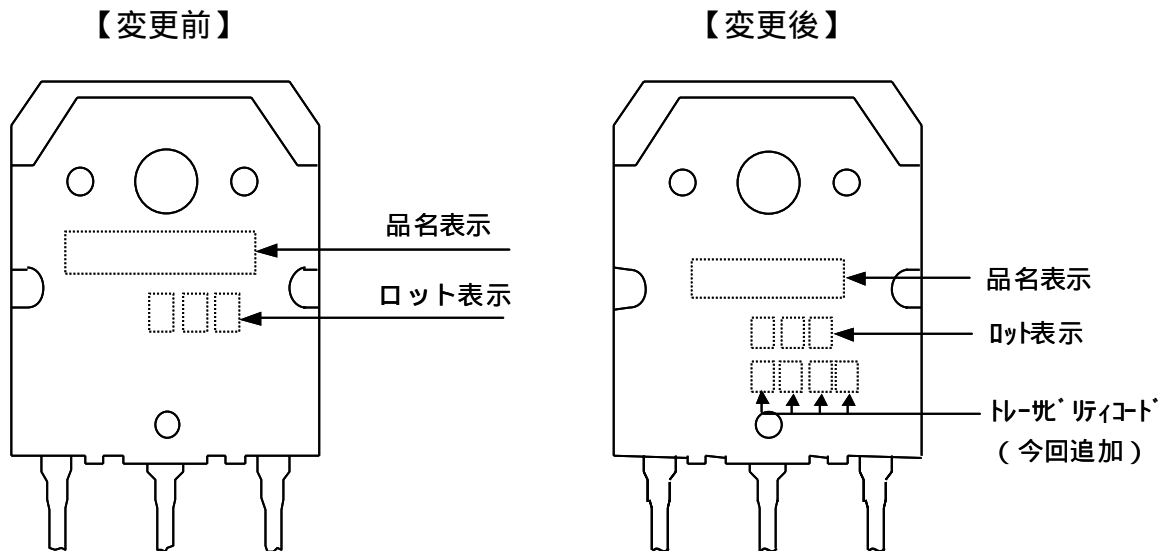 【変更前】
品名表示
ロット表示
【変更後】
品名表示
ﾛｯﾄ表示
ﾄﾚｰｻﾋﾞﾘﾃｨｺｰﾄﾞ
（今回追加）